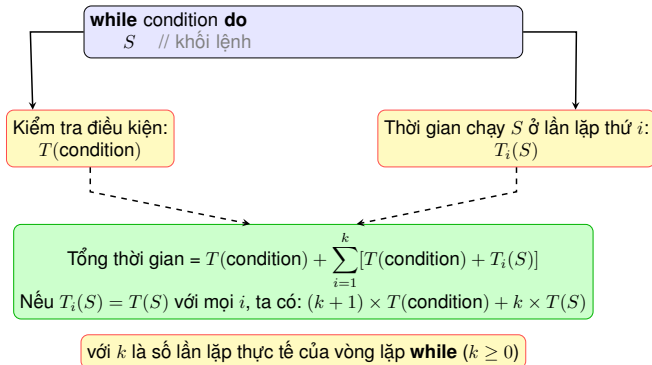 while condition do
S // khối lệnh
Kiểm tra điều kiện:
T(condition)
Thời gian chạy S ở lần lặp thứ i:
T_i(S)
Tổng thời gian = T(condition) + \sum_{i=1}^{k} [T(condition) + T_i(S)]
Nếu T_i(S) = T(S) với mọi i, ta có: (k + 1) × T(condition) + k × T(S)
với k là số lần lặp thực tế của vòng lặp while (k ≥ 0)